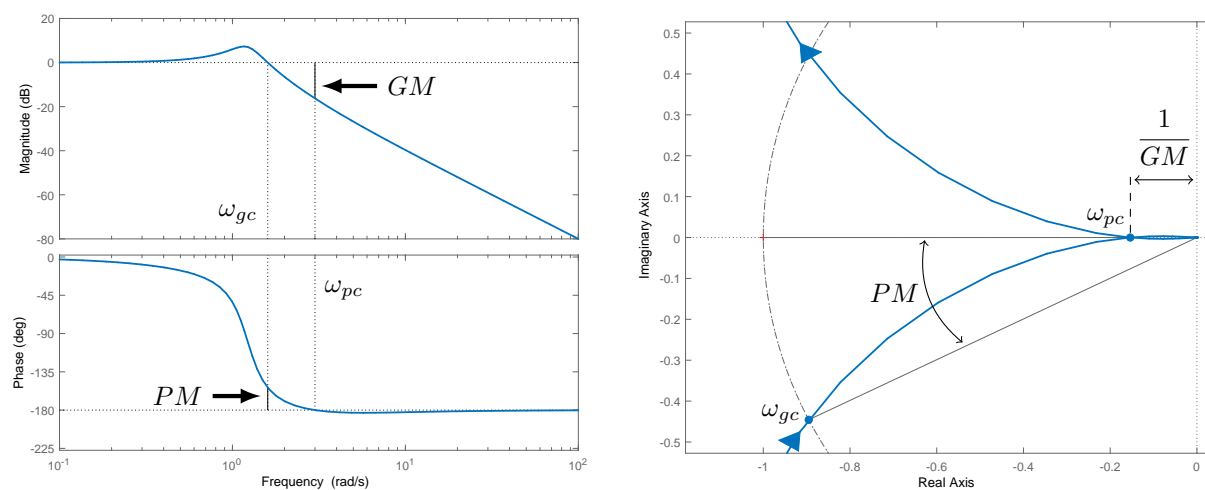 20
0
-20
-40
-60
-80
Magnitude (dB)
GM
ω_gc
0
-45
-90
-135
-180
-225
Phase (deg)
ω_pc
PM
10^-1
10^0
10^1
10^2
Frequency (rad/s)
0.5
0.4
0.3
0.2
0.1
0
-0.1
-0.2
-0.3
-0.4
-0.5
Imaginary Axis
1
GM
ω_pc
PM
ω_gc
-1
-0.8
-0.6
-0.4
-0.2
0
Real Axis